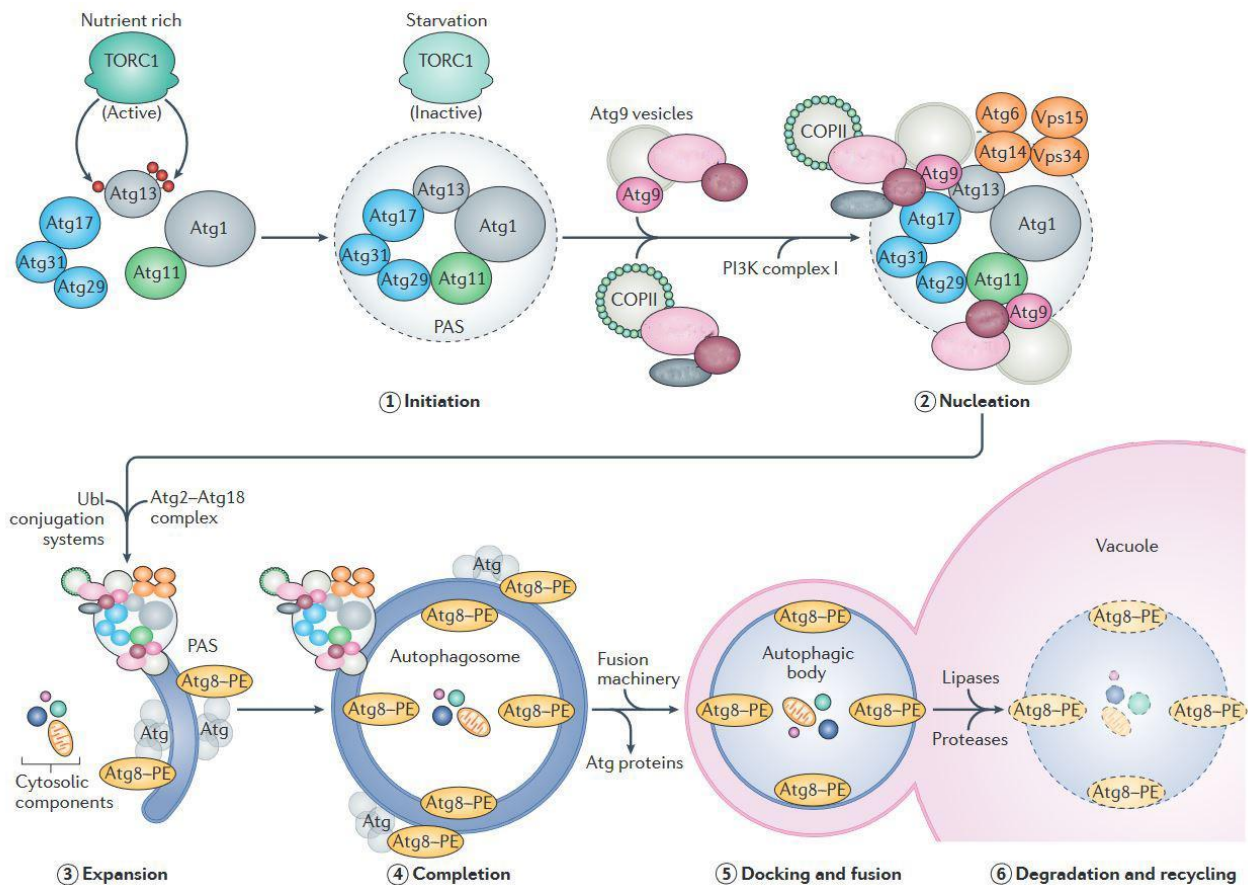 Nutrient rich
TORC1
(Active)
Atg13
Atg17
Atg31
Atg29
Atg11
Atg1
Starvation
TORC1
(Inactive)
Atg13
Atg17
Atg1
Atg31
Atg29
Atg11
PAS
① Initiation
Atg9 vesicles
Atg9
COPII
PI3K complex I
COPII
Atg6
Vps15
Atg14
Vps34
Atg9
Atg13
Atg17
Atg1
Atg31
Atg11
Atg29
Atg9
② Nucleation
Ubl
conjugation
systems
Atg2–Atg18
complex
PAS
Atg8–PE
Atg
Atg
Atg8–PE
Cytosolic
components
③ Expansion
Atg
Atg8–PE
Atg8–PE
Autophagosome
Atg8–PE
Atg8–PE
Atg8–PE
Atg
Atg8–PE
④ Completion
Fusion
machinery
Atg proteins
Atg8–PE
Autophagic
body
Atg8–PE
Atg8–PE
Atg8–PE
⑤ Docking and fusion
Vacuole
Lipases
Proteases
Atg8–PE
Atg8–PE
Atg8–PE
Atg8–PE
⑥ Degradation and recycling